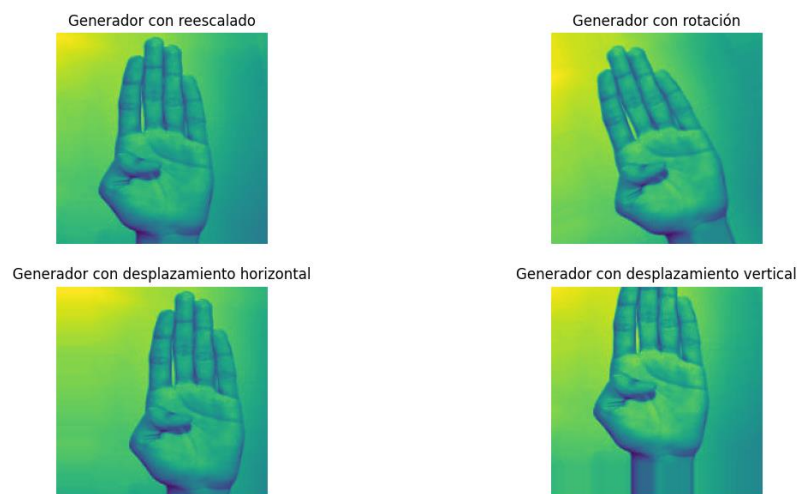 Generador con reescalado
Generador con rotación
Generador con desplazamiento horizontal
Generador con desplazamiento vertical